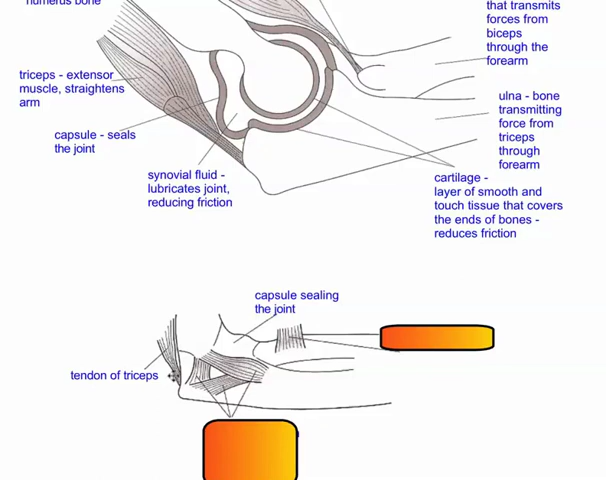 humerus bone
that transmits
forces from
biceps
through the
forearm
triceps - extensor
muscle, straightens
arm
ulna - bone
transmitting
force from
triceps
through
forearm
capsule - seals
the joint
synovial fluid -
lubricates joint,
reducing friction
cartilage -
layer of smooth and
touch tissue that covers
the ends of bones -
reduces friction
capsule sealing
the joint
tendon of triceps